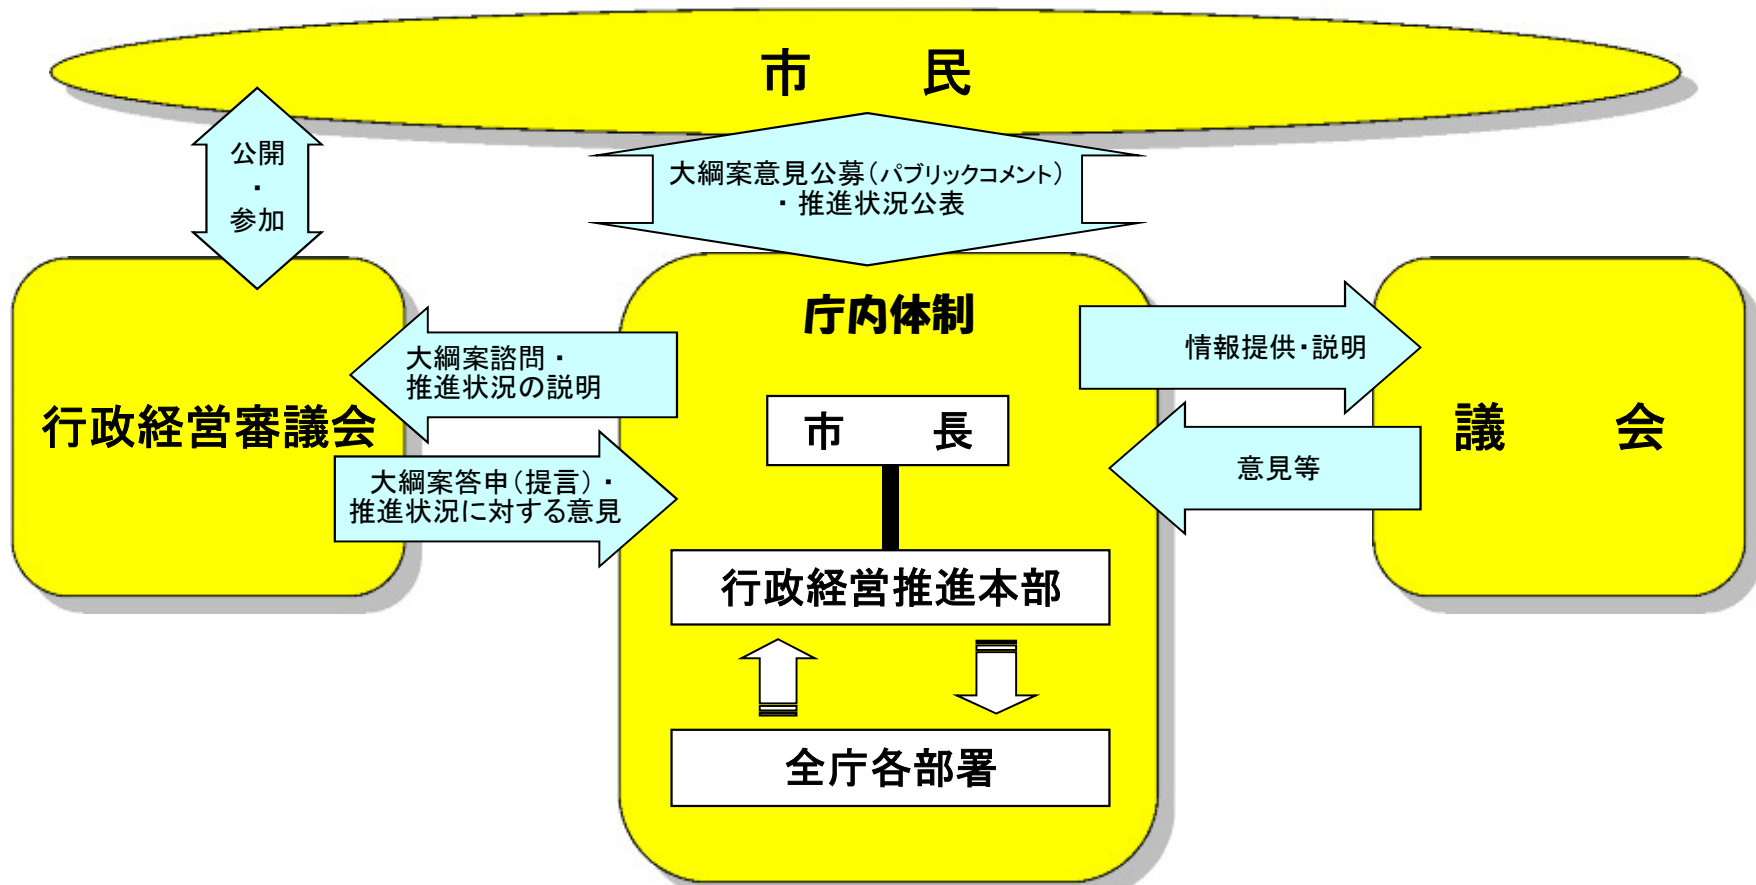 市　　民
公開
・
参加
大綱案意見公募（パブリックコメント）
・推進状況公表
庁内体制
大綱案諮問・
推進状況の説明
情報提供・説明
行政経営審議会
市　　長
議　　会
大綱案答申（提言）・
推進状況に対する意見
意見等
行政経営推進本部
全庁各部署